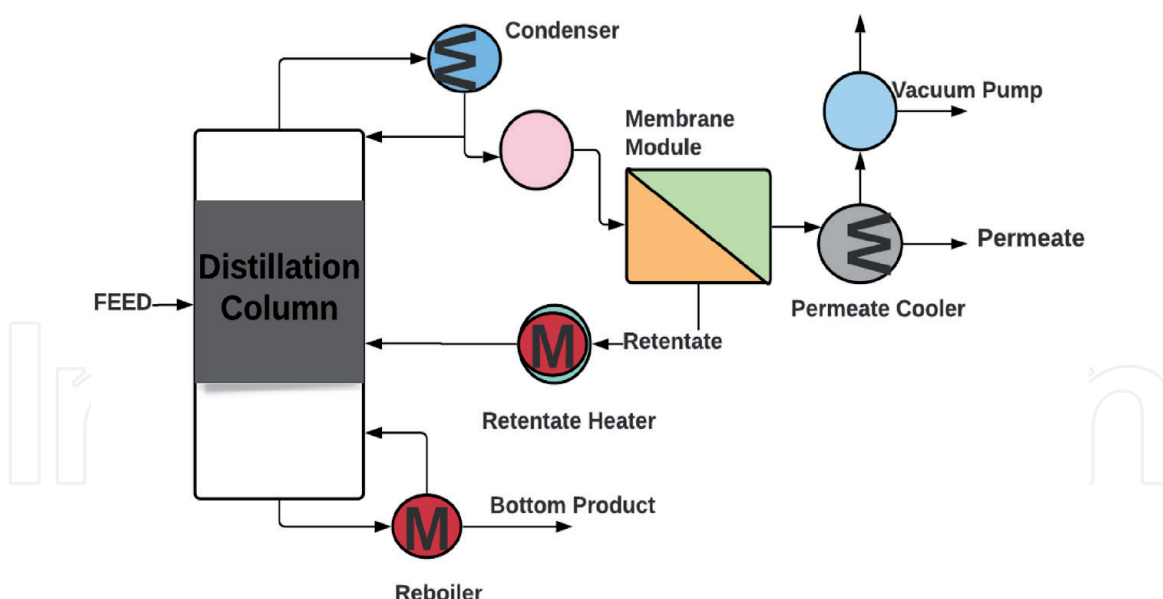 Condenser
W
Vacuum Pump
Membrane
Module
W
Permeate
Distillation
Column
FEED
Permeate Cooler
M
Retentate
Retentate Heater
Bottom Product
M
Reboiler